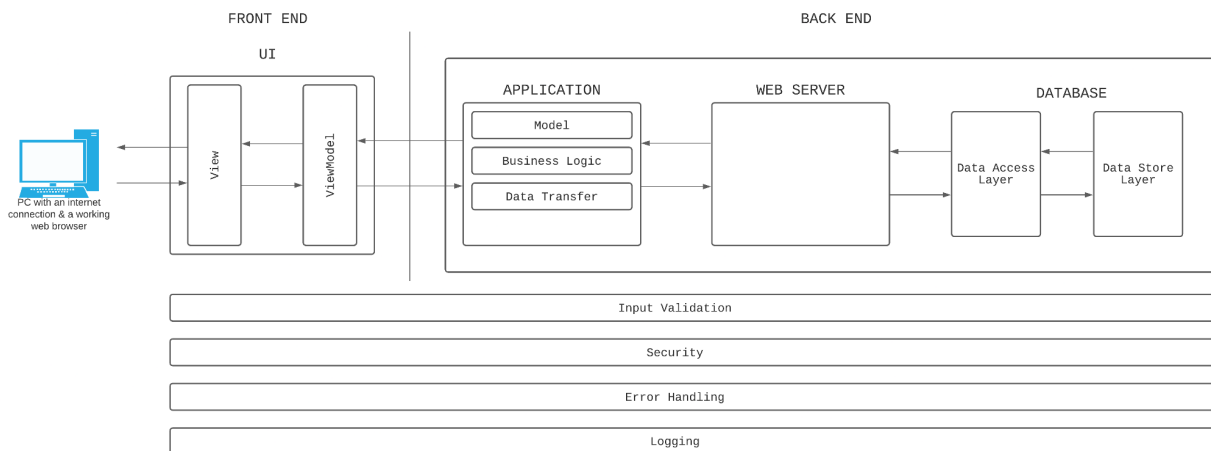 FRONT END
BACK END
UI
APPLICATION
WEB SERVER
DATABASE
Model
Business Logic
Data Transfer
View
ViewModel
Data Access
Layer
Data Store
Layer
PC with an internet
connection & a working
web browser
Input Validation
Security
Error Handling
Logging